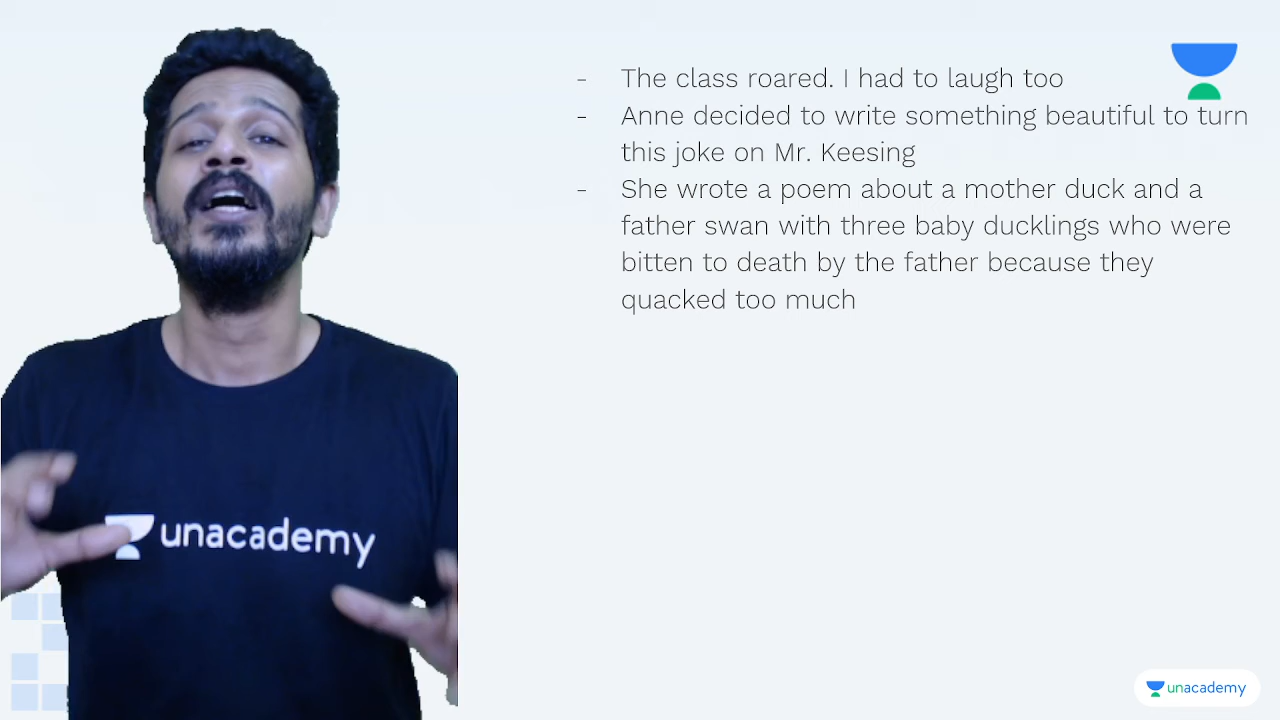 - The class roared. I had to laugh too
- Anne decided to write something beautiful to turn
this joke on Mr. Keesing
- She wrote a poem about a mother duck and a
father swan with three baby ducklings who were
bitten to death by the father because they
quacked too much
unacademy
unacademy